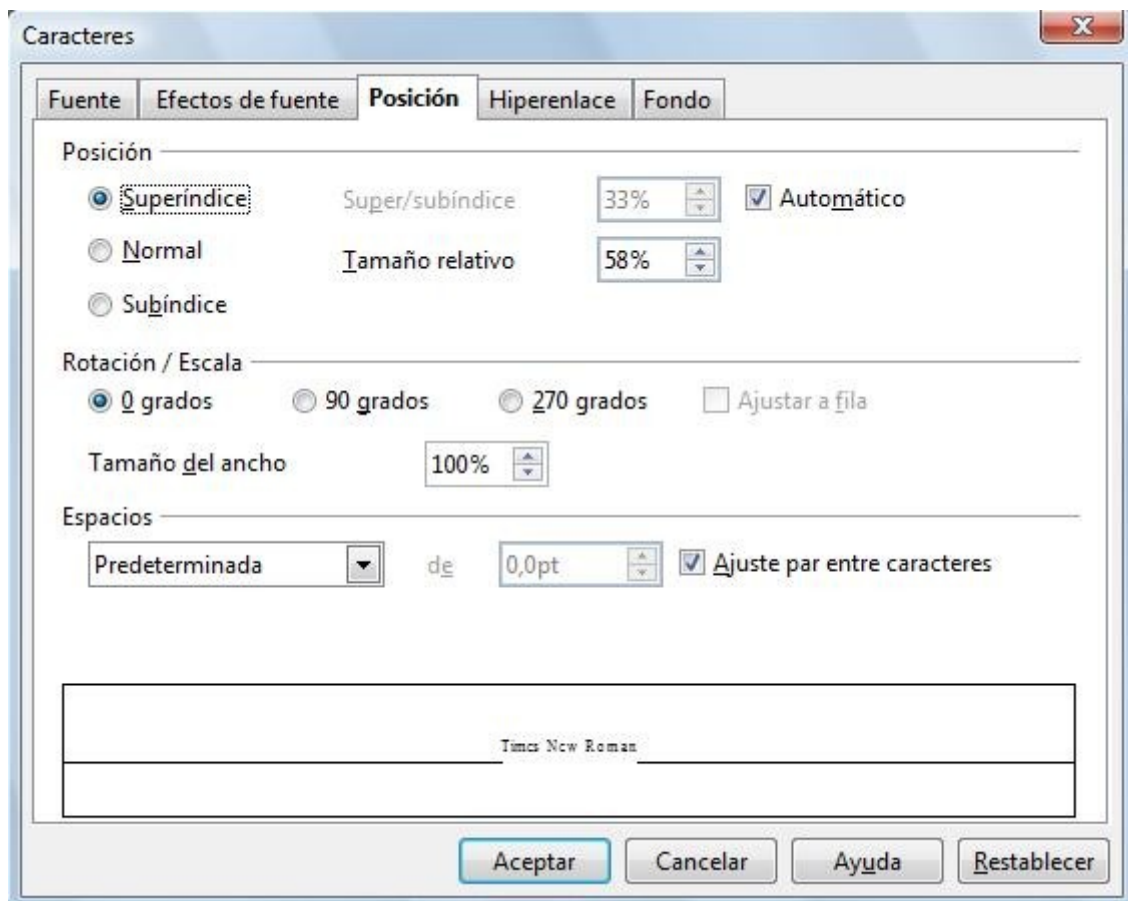 Caracteres
Fuente Efectos de fuente Posición Hiperenlace Fondo
Posición
Superíndice Super/subíndice 33% Automático
Normal Tamaño relativo 58%
Subíndice
Rotación / Escala
0 grados 90 grados 270 grados Ajustar a fila
Tamaño del ancho 100%
Espacios
Predeterminada de 0,0pt Ajuste par entre caracteres
Times New Roman
Aceptar Cancelar Ayuda Restablecer